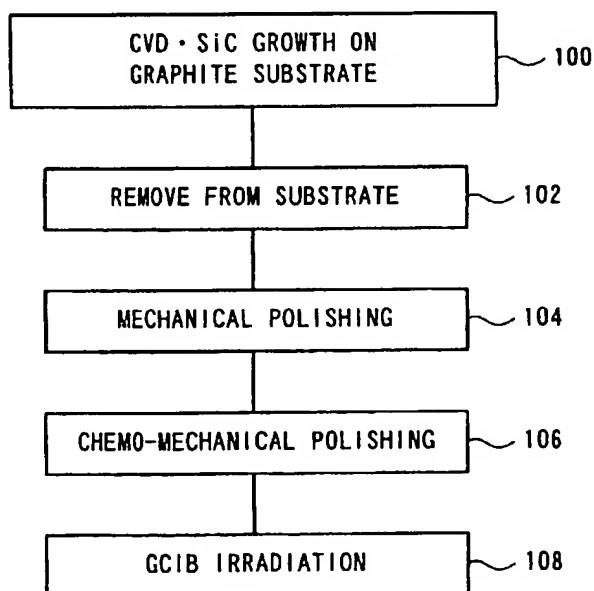 CVD・SiC GROWTH ON
GRAPHITE SUBSTRATE
100
REMOVE FROM SUBSTRATE
102
MECHANICAL POLISHING
104
CHEMO-MECHANICAL POLISHING
106
GCIB IRRADIATION
108